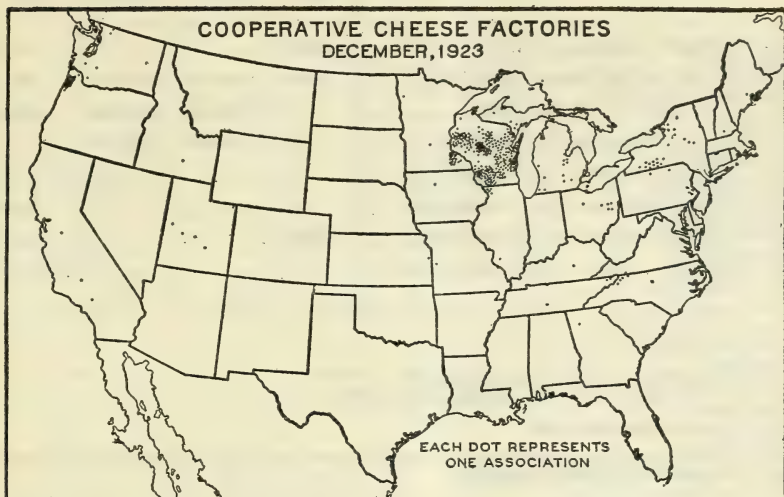 COOPERATIVE CHEESE FACTORIES
DECEMBER, 1923
EACH DOT REPRESENTS
ONE ASSOCIATION